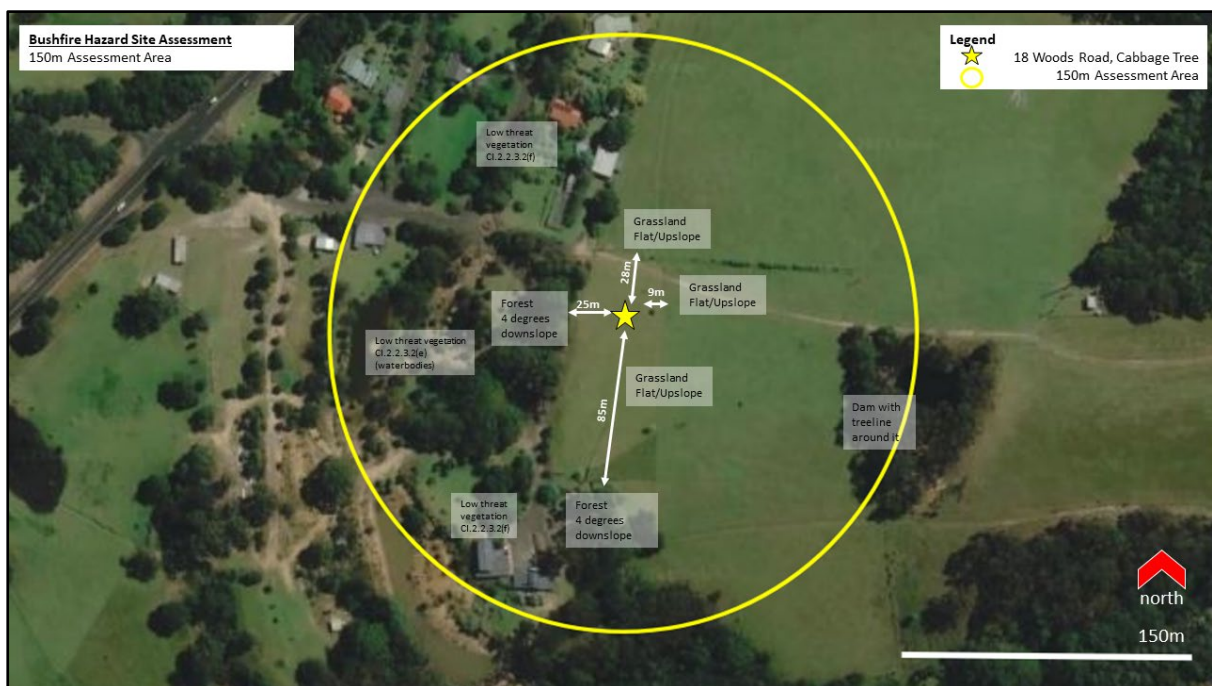 Bushfire Hazard Site Assessment
150m Assessment Area
Legend
18 Woods Road, Cabbage Tree
150m Assessment Area
Low threat
vegetation
Cl.2.2.3.2(f)
Grassland
Flat/Upslope
28m
9m
Grassland
Flat/Upslope
25m
Forest
4 degrees
downslope
Low threat vegetation
Cl.2.2.3.2(e)
(waterbodies)
Grassland
Flat/Upslope
85m
Dam with
treeline
around it
Low threat
vegetation
Cl.2.2.3.2(f)
Forest
4 degrees
downslope
north
150m